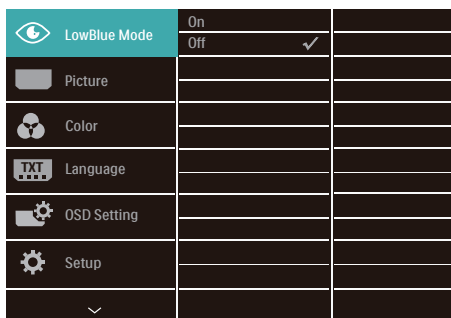 LowBlue Mode
On
Off
Picture
Color
TXT
Language
OSD Setting
Setup